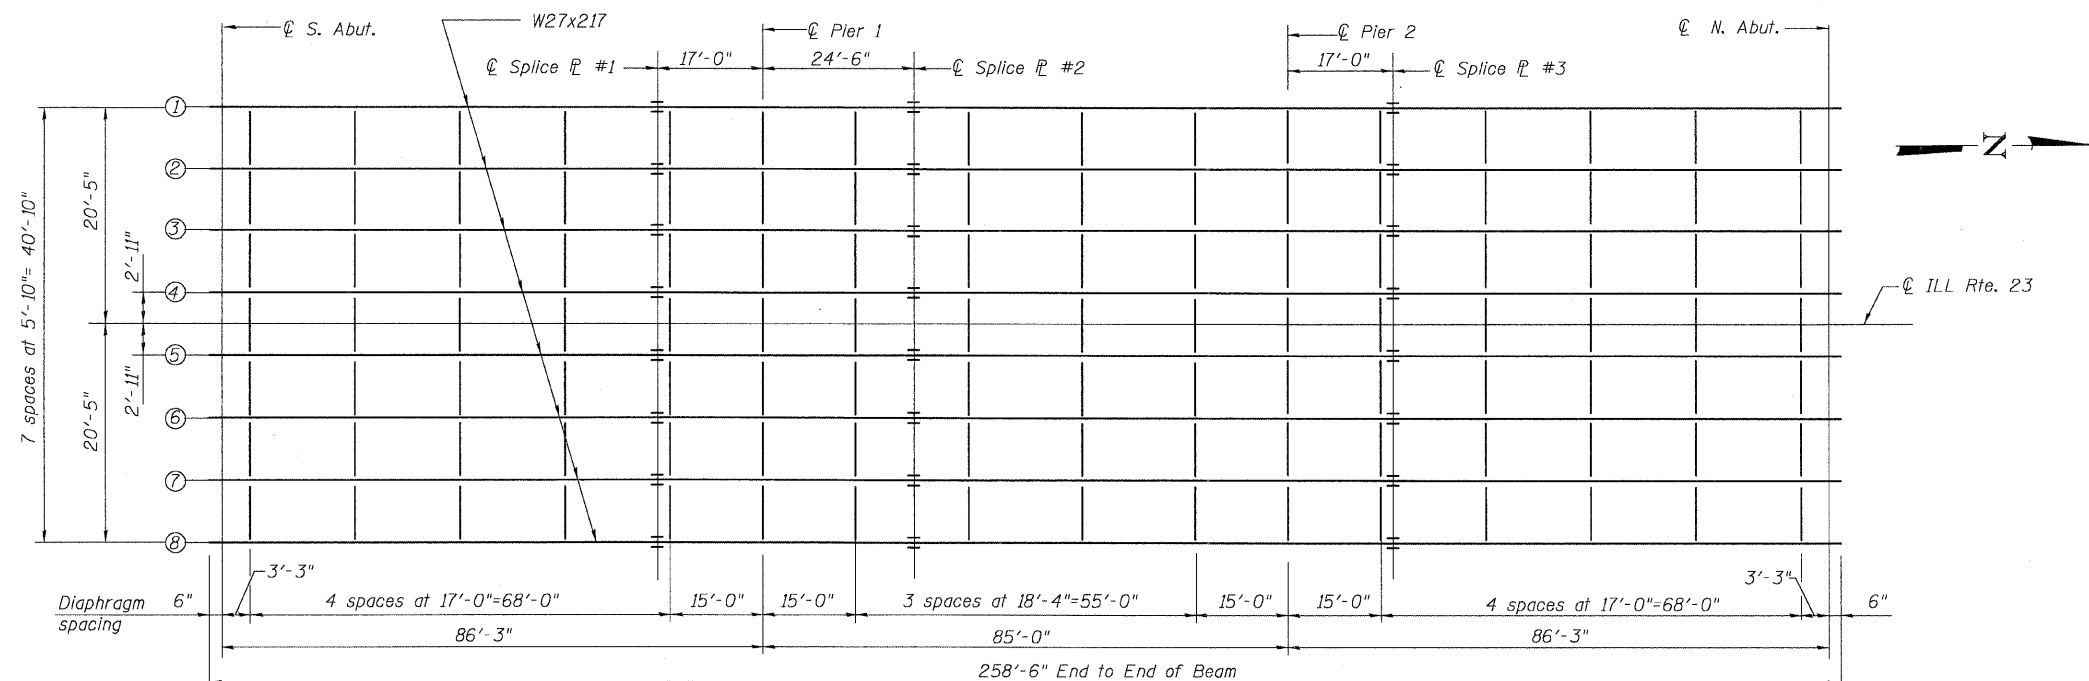 ℄ S. Abut.
W27x217
℄ Pier 1
℄ Pier 2
℄ N. Abut.
℄ Splice ⅊ #1
17'-0"
24'-6"
℄ Splice ⅊ #2
17'-0"
℄ Splice ⅊ #3
1
2
3
4
5
6
7
8
7 spaces at 5'-10"= 40'-10"
20'-5"
20'-5"
2'-11"
2'-11"
N
℄ ILL Rte. 23
Diaphragm
spacing
6"
3'-3"
4 spaces at 17'-0"=68'-0"
15'-0"
15'-0"
3 spaces at 18'-4"=55'-0"
15'-0"
15'-0"
4 spaces at 17'-0"=68'-0"
3'-3"
6"
86'-3"
85'-0"
86'-3"
258'-6" End to End of Beam